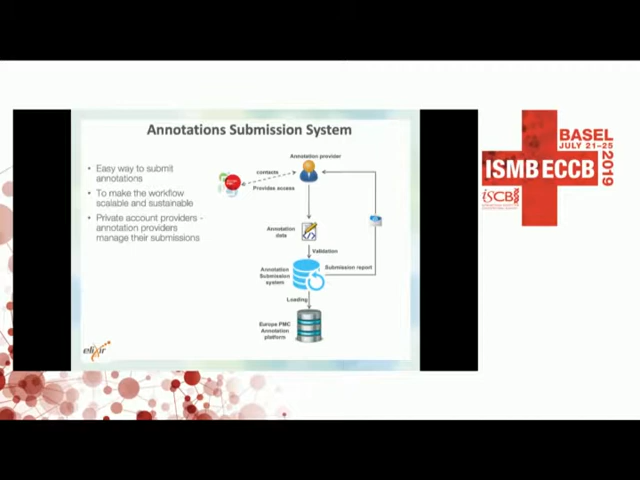 Annotations Submission System
Easy way to submit
annotations
To make the workflow
scalable and sustainable
Private account providers -
annotation providers
manage their submissions
Annotation provider
contacts
Provides access
Annotation
data
Validation
Annotation
Submission
system
Submission report
Loading
Europe PMC
Annotation
platform
elixir
BASEL
JULY 21-25
ISMB ECCB
2019
ISCB